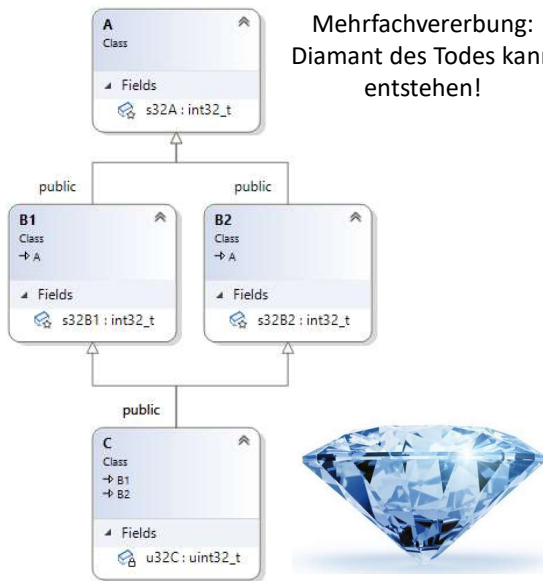 Mehrfachvererbung:
Diamant des Todes kann
entstehen!
A
Class
Fields
s32A : int32_t
public
public
B1
Class
A
Fields
s32B1 : int32_t
B2
Class
A
Fields
s32B2 : int32_t
public
C
Class
B1
B2
Fields
u32C : uint32_t